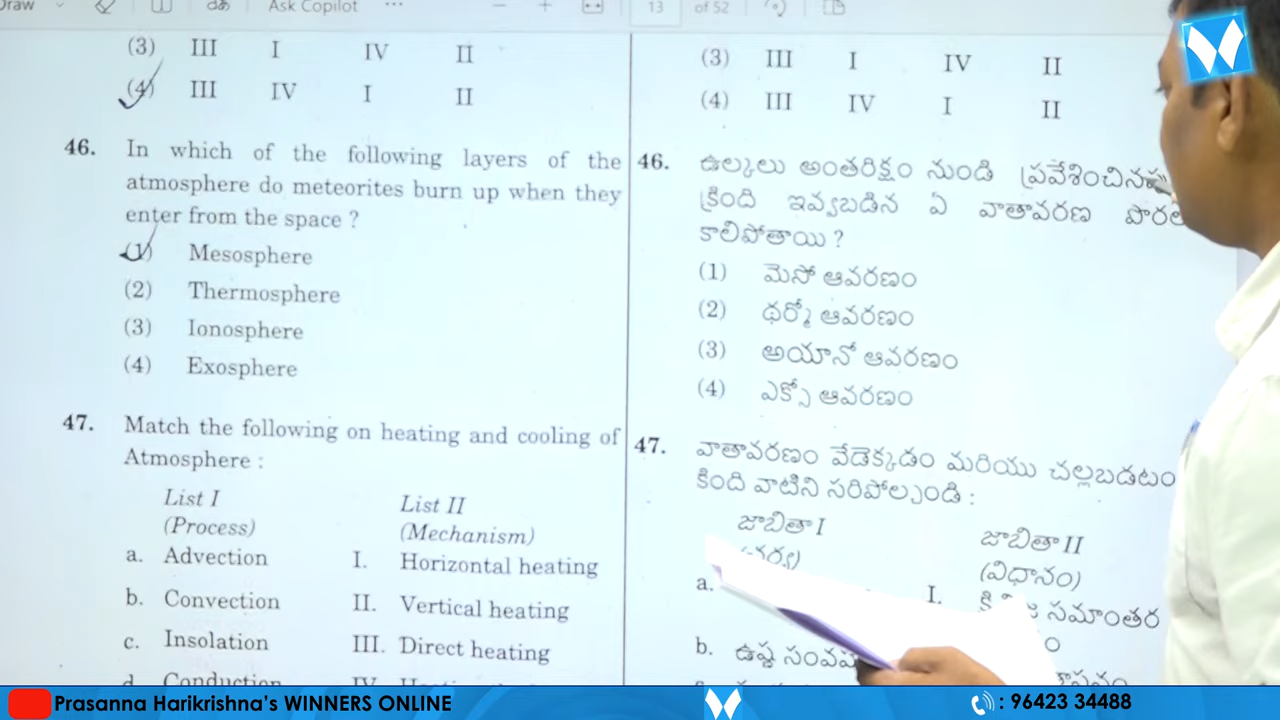 Draw
Ask Copilot
13 of 52
(3) III I IV II
(4) III IV I II
46. In which of the following layers of the
atmosphere do meteorites burn up when they
enter from the space ?
(1) Mesosphere
(2) Thermosphere
(3) Ionosphere
(4) Exosphere
47. Match the following on heating and cooling of
Atmosphere :
List I List II
(Process) (Mechanism)
a. Advection I. Horizontal heating
b. Convection II. Vertical heating
c. Insolation III. Direct heating
d. Conduction IV.
(3) III I IV II
(4) III IV I II
46. ఉల్కలు అంతరిక్షం నుండి
క్రింది ఇవ్వబడిన ఏ వాతావరణ
కాలిపోతాయి ?
(1) మెసో ఆవరణం
(2) థర్మో ఆవరణం
(3) అయానో ఆవరణం
(4) ఎక్సో ఆవరణం
47. వాతావరణం వేడెక్కడం మరియు చల్లబడటం
కింది వాటిని సరిపోల్చండి :
జాబితా I జాబితా II
(విధానం)
a. I. సమాంతర
b. ఉష్ణ
Prasanna Harikrishna's WINNERS ONLINE
: 96423 34488